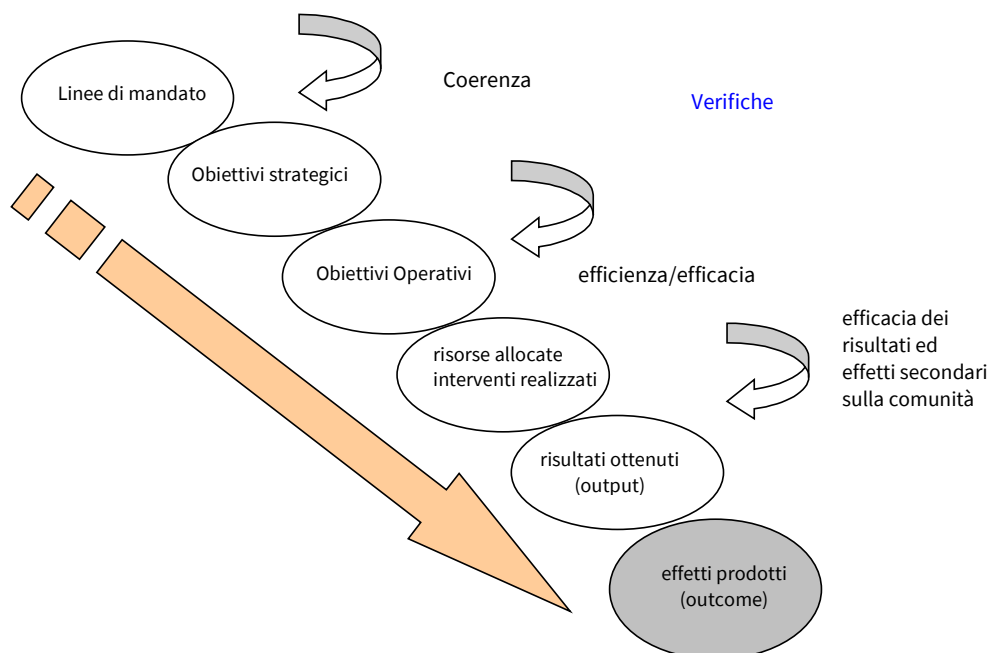 Linee di mandato
Coerenza
Verifiche
Obiettivi strategici
Obiettivi Operativi
efficienza/efficacia
risorse allocate
interventi realizzati
efficacia dei
risultati ed
effetti secondari
sulla comunità
risultati ottenuti
(output)
effetti prodotti
(outcome)